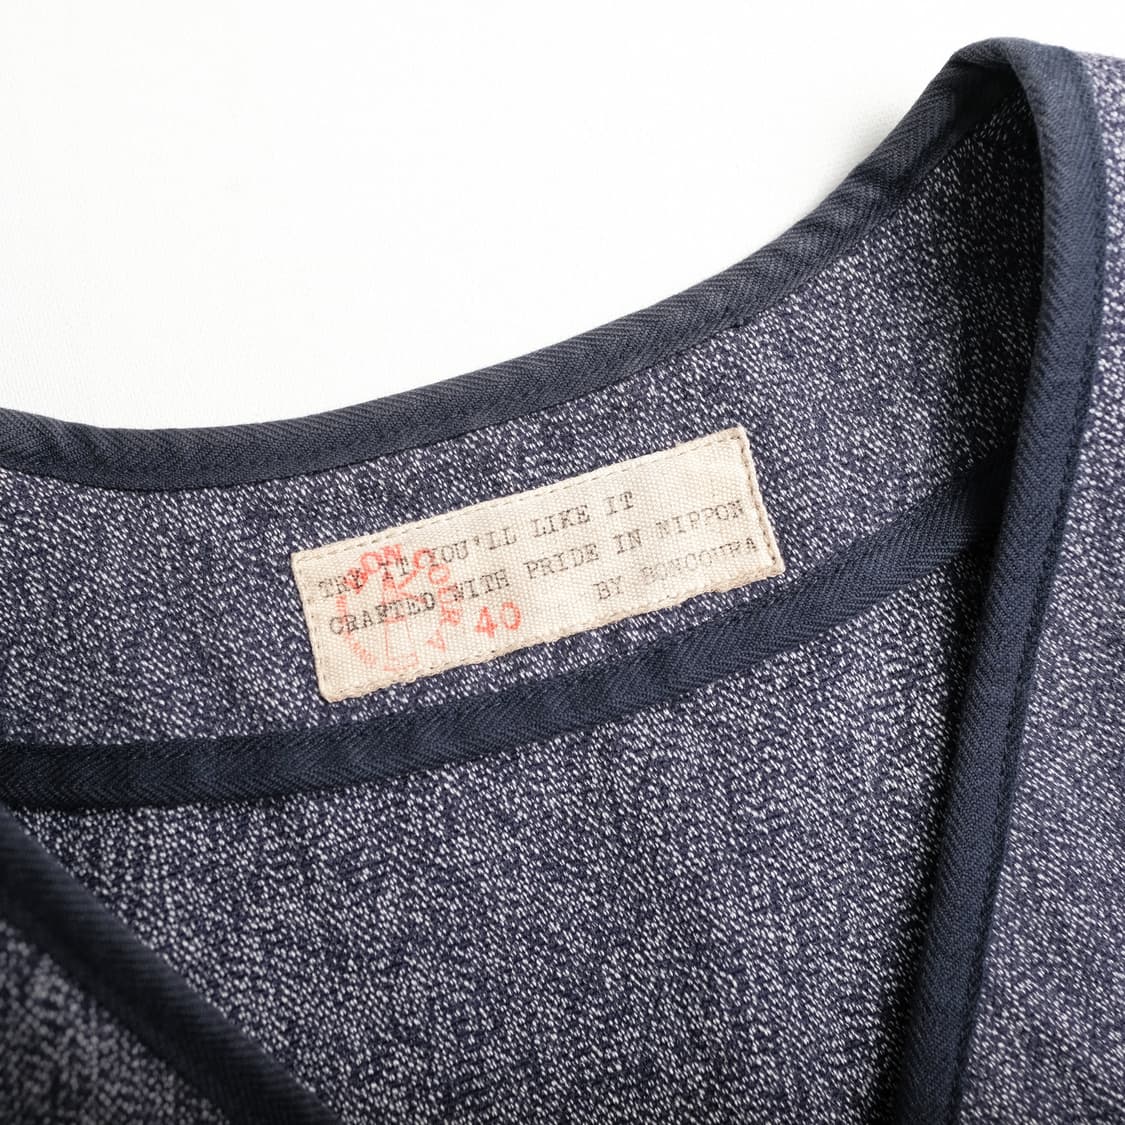 TRY IT YOU'LL LIKE IT
CRAFTED WITH PRIDE IN NIPPON
BY BONCOURA
40